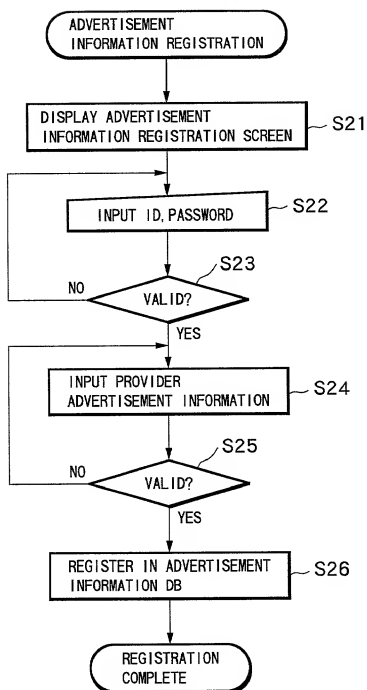 ADVERTISEMENT
INFORMATION REGISTRATION
DISPLAY ADVERTISEMENT
INFORMATION REGISTRATION SCREEN
S21
INPUT ID, PASSWORD
S22
S23
NO
VALID?
YES
INPUT PROVIDER
ADVERTISEMENT INFORMATION
S24
S25
NO
VALID?
YES
REGISTER IN ADVERTISEMENT
INFORMATION DB
S26
REGISTRATION
COMPLETE